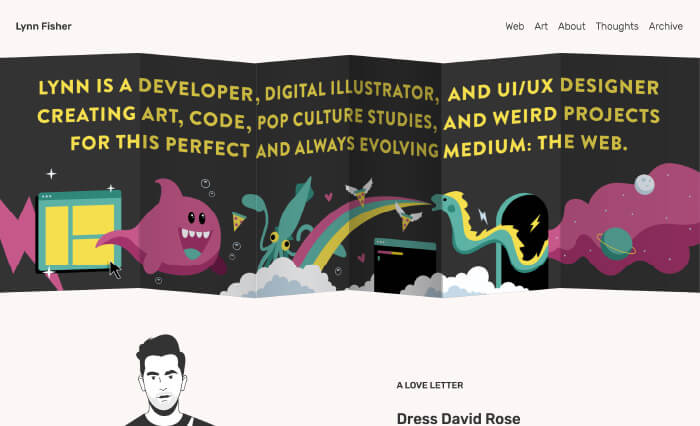 Lynn Fisher
Web Art About Thoughts Archive
LYNN IS A DEVELOPER, DIGITAL ILLUSTRATOR, AND UI/UX DESIGNER
CREATING ART, CODE, POP CULTURE STUDIES, AND WEIRD PROJECTS
FOR THIS PERFECT AND ALWAYS EVOLVING MEDIUM: THE WEB.
A LOVE LETTER
Dress David Rose